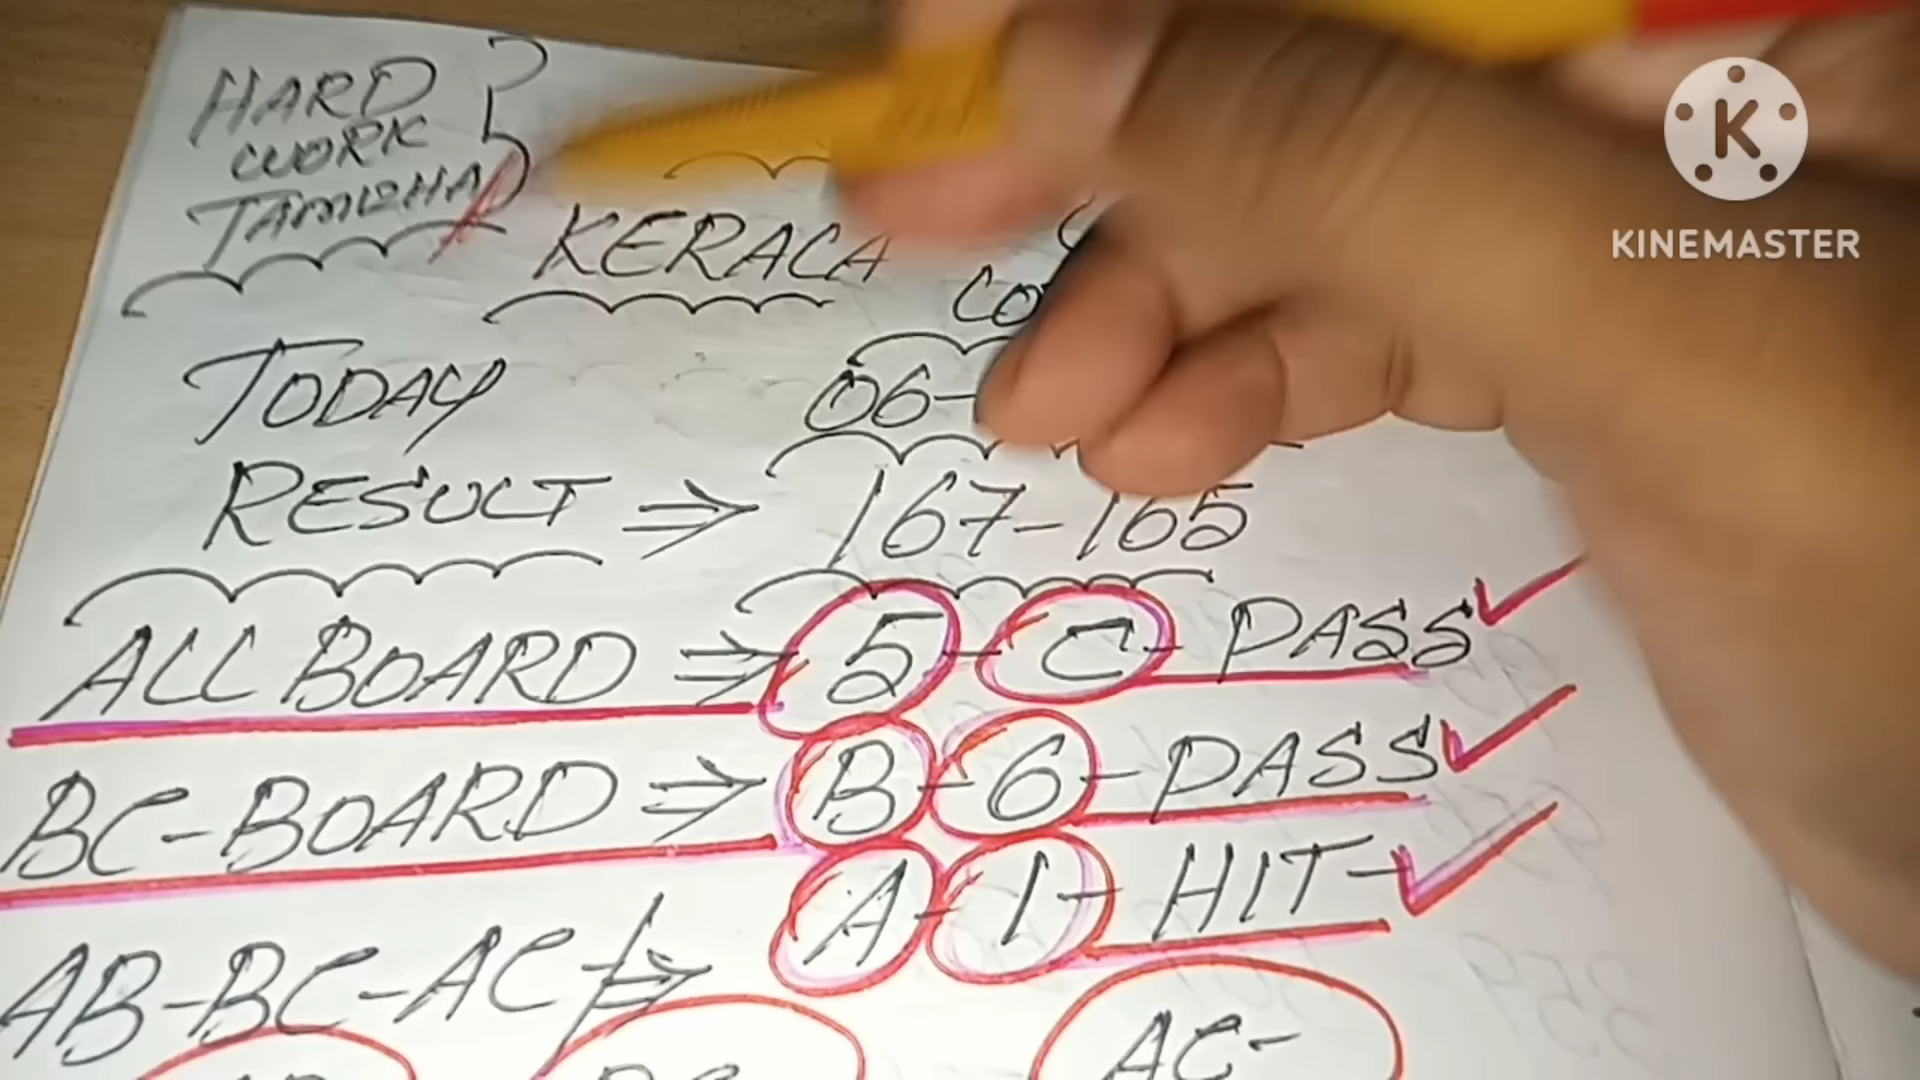 HARD
WORK
TAMIZHA
KERALA
TODAY 06-
RESULT ⇒ 167-165
ALL BOARD ⇒ 5-C- PASS ✓
BC-BOARD ⇒ B-6-PASS ✓
A-1-HIT- ✓
AB-BC-AC ⇒
AC-
K
KINEMASTER